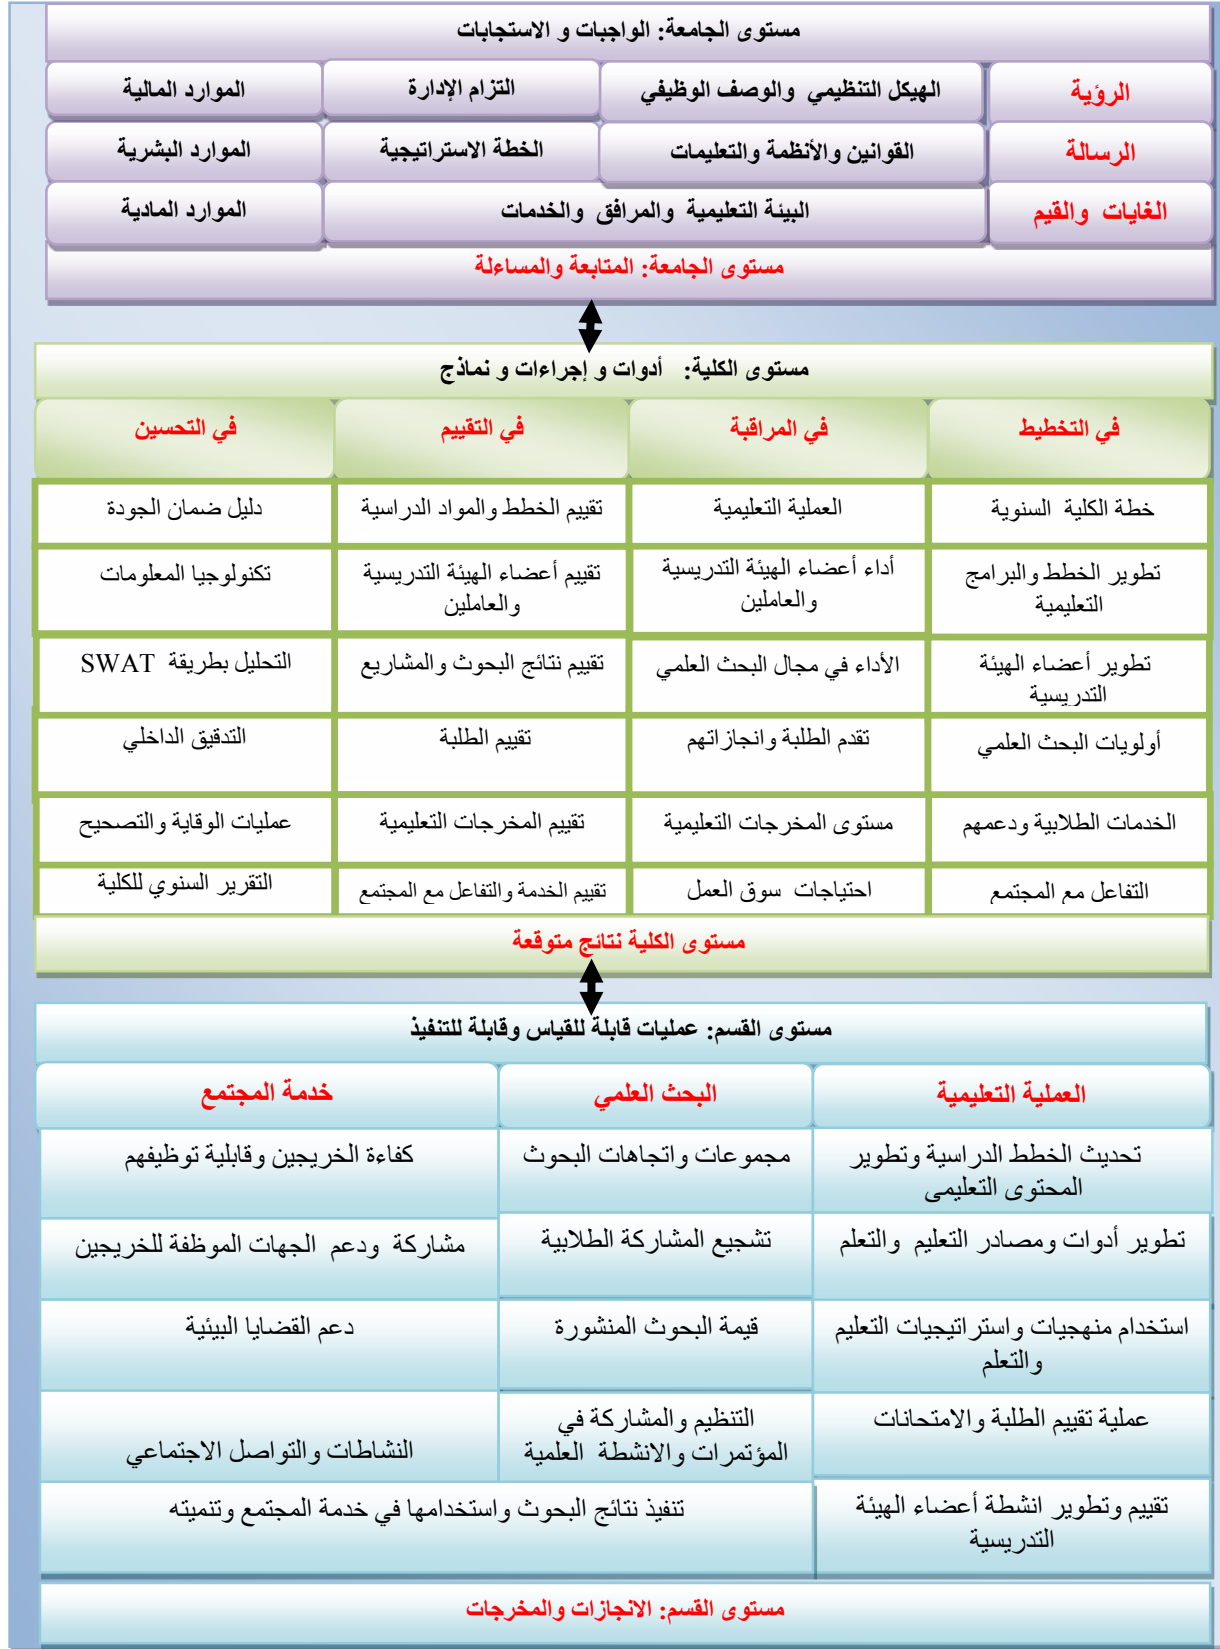 مستوى الجامعة: الواجبات و الاستجابات
الرؤية
الهيكل التنظيمي والوصف الوظيفي
التزام الإدارة
الموارد المالية
الرسالة
القوانين والأنظمة والتعليمات
الخطة الاستراتيجية
الموارد البشرية
الغايات والقيم
البيئة التعليمية والمرافق والخدمات
الموارد المادية
مستوى الجامعة: المتابعة والمساءلة
مستوى الكلية: أدوات و إجراءات و نماذج
في التخطيط
في المراقبة
في التقييم
في التحسين
خطة الكلية السنوية
العملية التعليمية
تقييم الخطط والمواد الدراسية
دليل ضمان الجودة
تطوير الخطط والبرامج
التعليمية
أداء أعضاء الهيئة التدريسية
والعاملين
تقييم أعضاء الهيئة التدريسية
والعاملين
تكنولوجيا المعلومات
تطوير أعضاء الهيئة
التدريسية
الأداء في مجال البحث العلمي
تقييم نتائج البحوث والمشاريع
التحليل بطريقة SWAT
أولويات البحث العلمي
تقدم الطلبة وانجازاتهم
تقييم الطلبة
التدقيق الداخلي
الخدمات الطلابية ودعمهم
مستوى المخرجات التعليمية
تقييم المخرجات التعليمية
عمليات الوقاية والتصحيح
التفاعل مع المجتمع
احتياجات سوق العمل
تقييم الخدمة والتفاعل مع المجتمع
التقرير السنوي للكلية
مستوى الكلية نتائج متوقعة
مستوى القسم: عمليات قابلة للقياس وقابلة للتنفيذ
العملية التعليمية
البحث العلمي
خدمة المجتمع
تحديث الخطط الدراسية وتطوير
المحتوى التعليمي
مجموعات واتجاهات البحوث
كفاءة الخريجين وقابلية توظيفهم
تطوير أدوات ومصادر التعليم والتعلم
تشجيع المشاركة الطلابية
مشاركة ودعم الجهات الموظفة للخريجين
استخدام منهجيات واستراتيجيات التعليم
والتعلم
قيمة البحوث المنشورة
دعم القضايا البيئية
عملية تقييم الطلبة والامتحانات
التنظيم والمشاركة في
المؤتمرات والانشطة العلمية
النشاطات والتواصل الاجتماعي
تقييم وتطوير انشطة أعضاء الهيئة
التدريسية
تنفيذ نتائج البحوث واستخدامها في خدمة المجتمع وتنميته
مستوى القسم: الانجازات والمخرجات